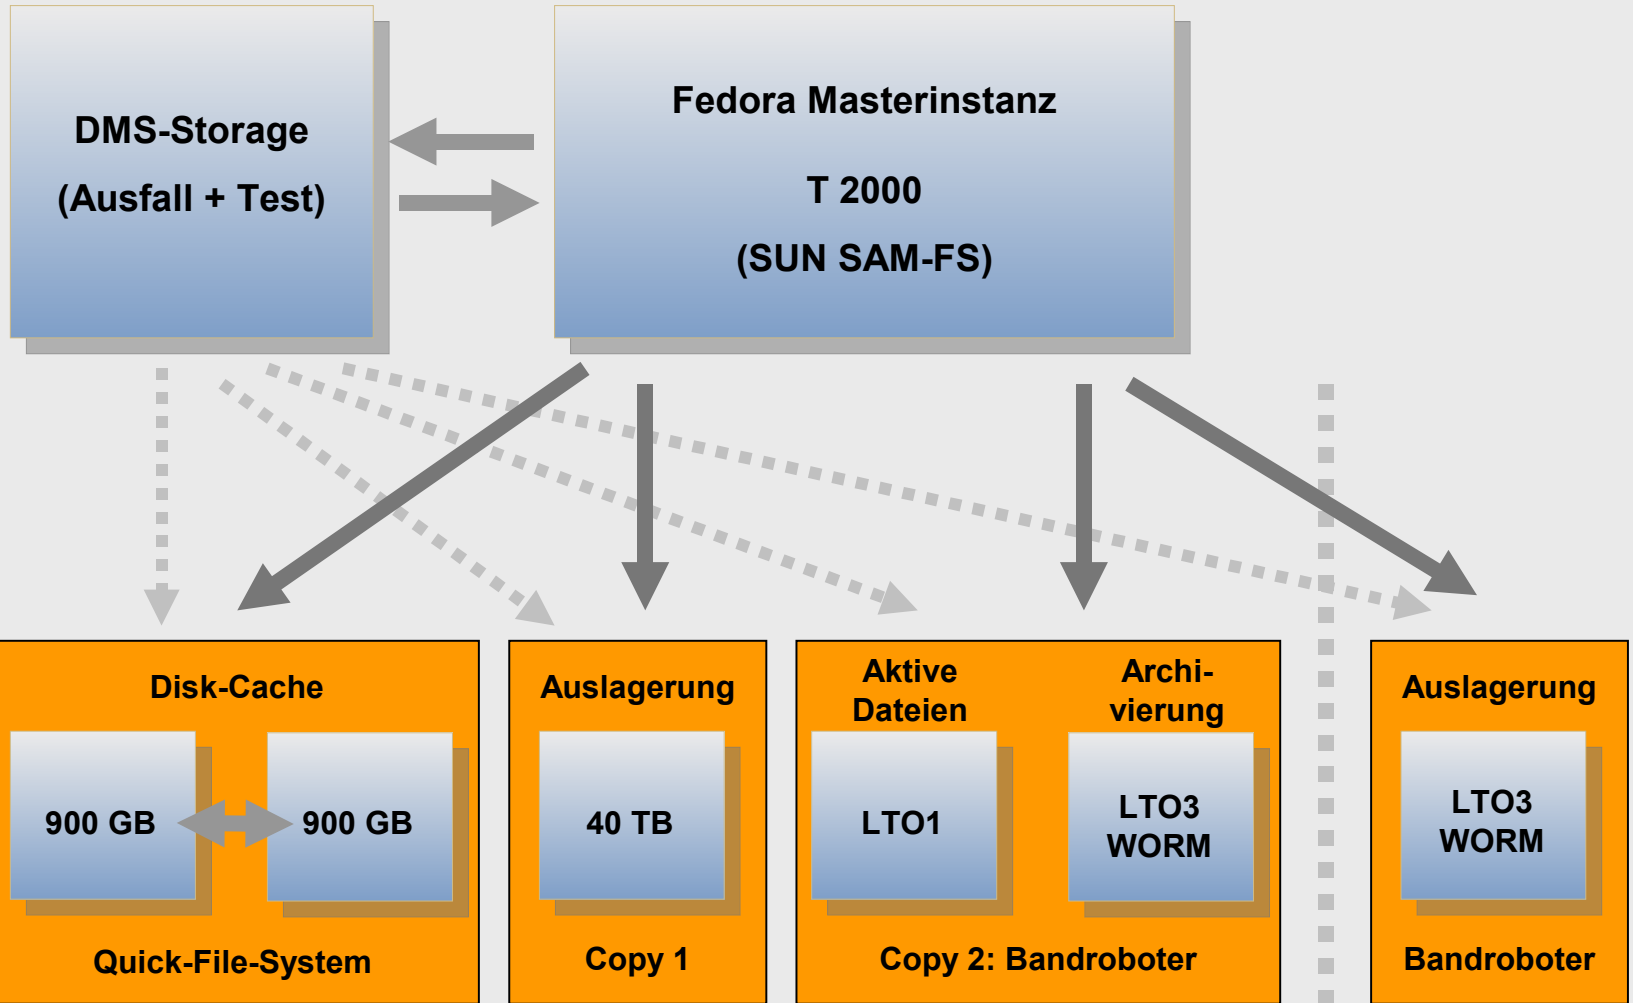 DMS-Storage
(Ausfall + Test)
Fedora Masterinstanz
T 2000
(SUN SAM-FS)
Disk-Cache
900 GB
900 GB
Quick-File-System
Auslagerung
40 TB
Copy 1
Aktive
Dateien
LTO1
Archi-
vierung
LTO3
WORM
Copy 2: Bandroboter
Auslagerung
LTO3
WORM
Bandroboter